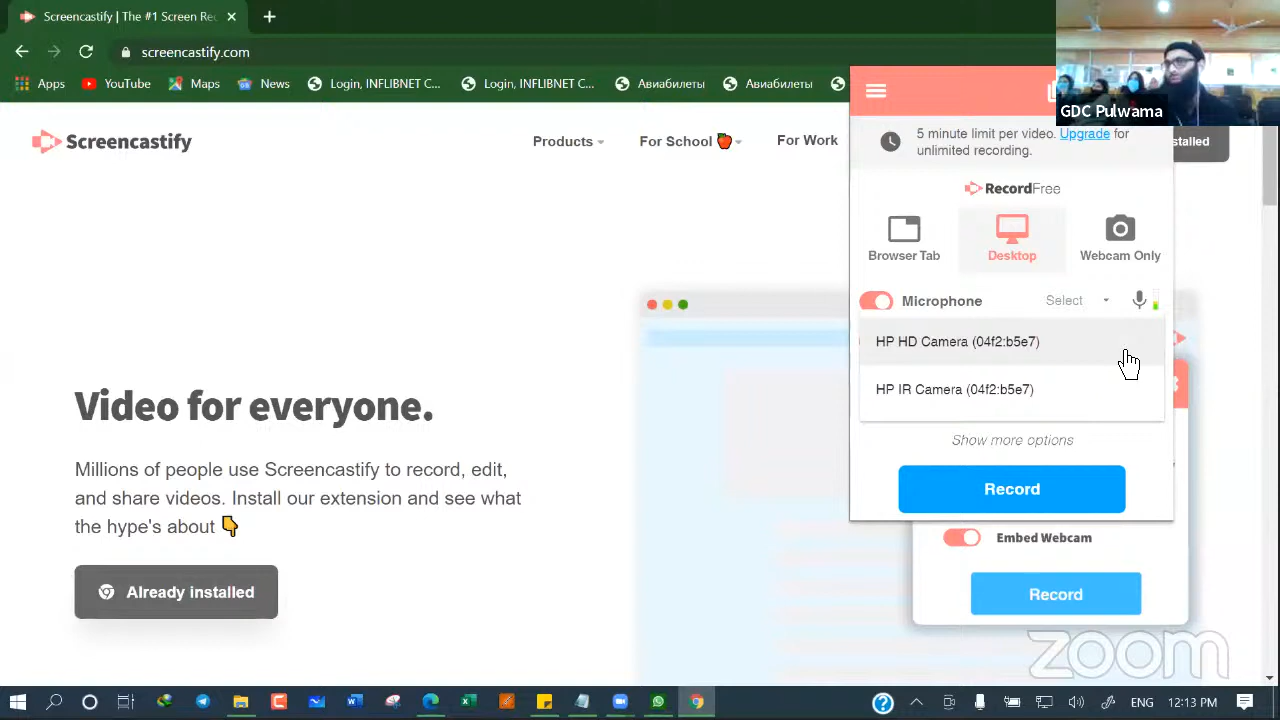 Screencastify | The #1 Screen Rec
screencastify.com
Apps YouTube Maps News Login, INFLIBNET C... Login, INFLIBNET C... Авиабилеты Авиабилеты
GDC Pulwama
Screencastify
Products For School For Work
5 minute limit per video. Upgrade for
unlimited recording.
RecordFree
Browser Tab Desktop Webcam Only
Microphone Select
HP HD Camera (04f2:b5e7)
HP IR Camera (04f2:b5e7)
Show more options
Record
Video for everyone.
Millions of people use Screencastify to record, edit,
and share videos. Install our extension and see what
the hype's about
Already installed
Embed Webcam
Record
zoom
ENG 12:13 PM